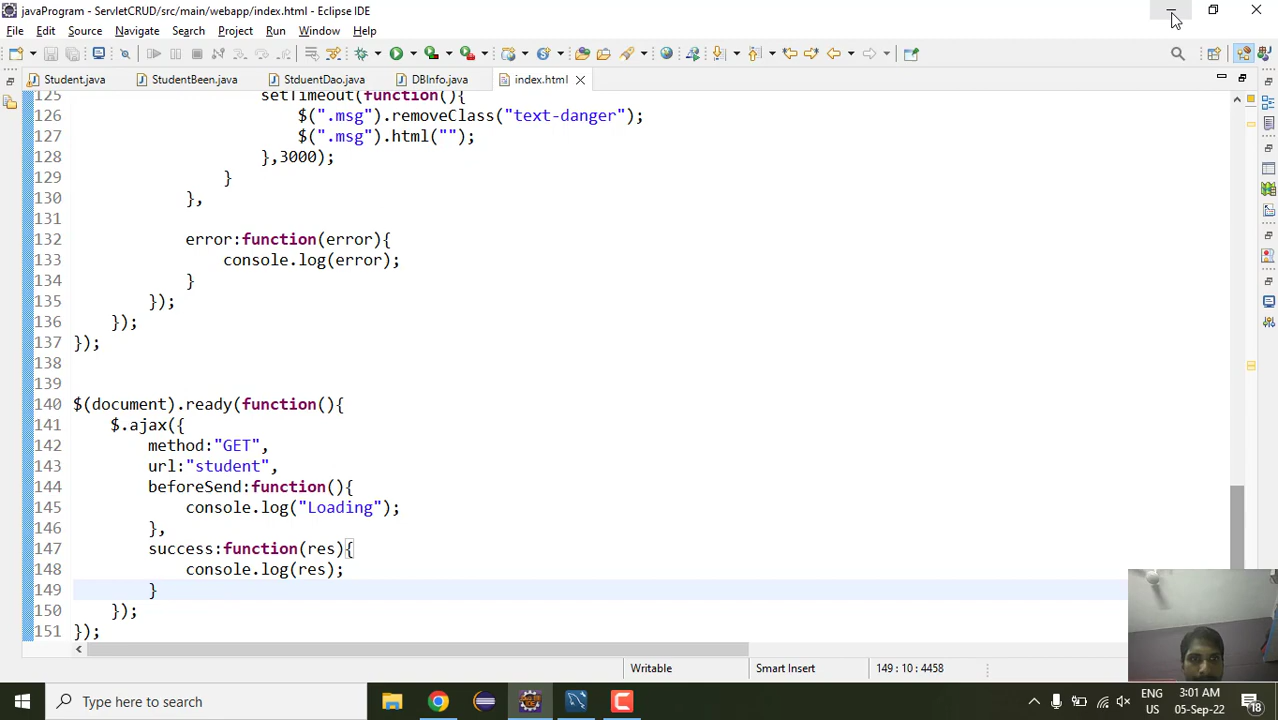 javaProgram - ServletCRUD/src/main/webapp/index.html - Eclipse IDE
File Edit Source Navigate Search Project Run Window Help
Student.java StudentBeen.java StduentDao.java DBInfo.java index.html
125 setTimeout(function(){
126 $(".msg").removeClass("text-danger");
127 $(".msg").html("");
128 },3000);
129 }
130 },
131
132 error:function(error){
133 console.log(error);
134 }
135 });
136 });
137 });
138
139
140 $(document).ready(function(){
141 $.ajax({
142 method:"GET",
143 url:"student",
144 beforeSend:function(){
145 console.log("Loading");
146 },
147 success:function(res){
148 console.log(res);
149 }
150 });
151 });
Writable Smart Insert 149 : 10 : 4458
Type here to search
ENG
US
3:01 AM
05-Sep-22
18